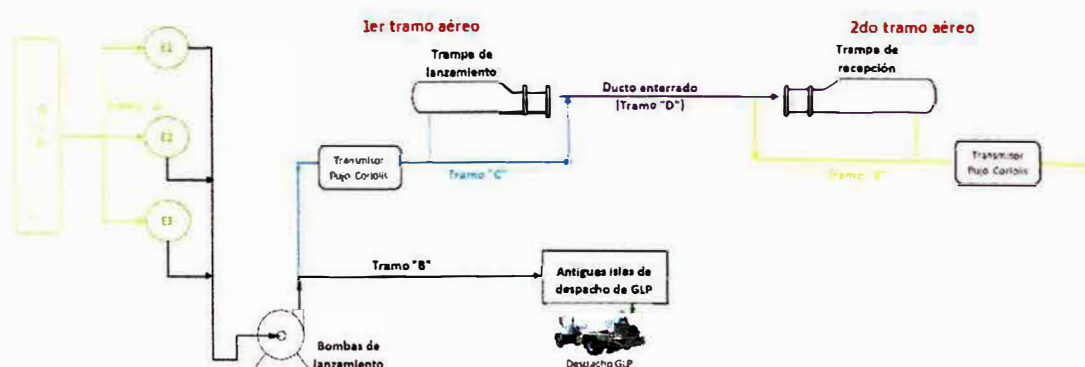 1er tramo aéreo
2do tramo aéreo
Trampa de
lanzamiento
Trampa de
recepción
Ducto enterrado
(Tramo "D")
E1
E2
E3
Transmisor
Flujo Coriolis
Tramo "C"
Transmisor
Flujo Coriolis
Tramo
Tramo "B"
Antiguas islas de
despacho de GLP
Bombas de
lanzamiento
Despacho GLP